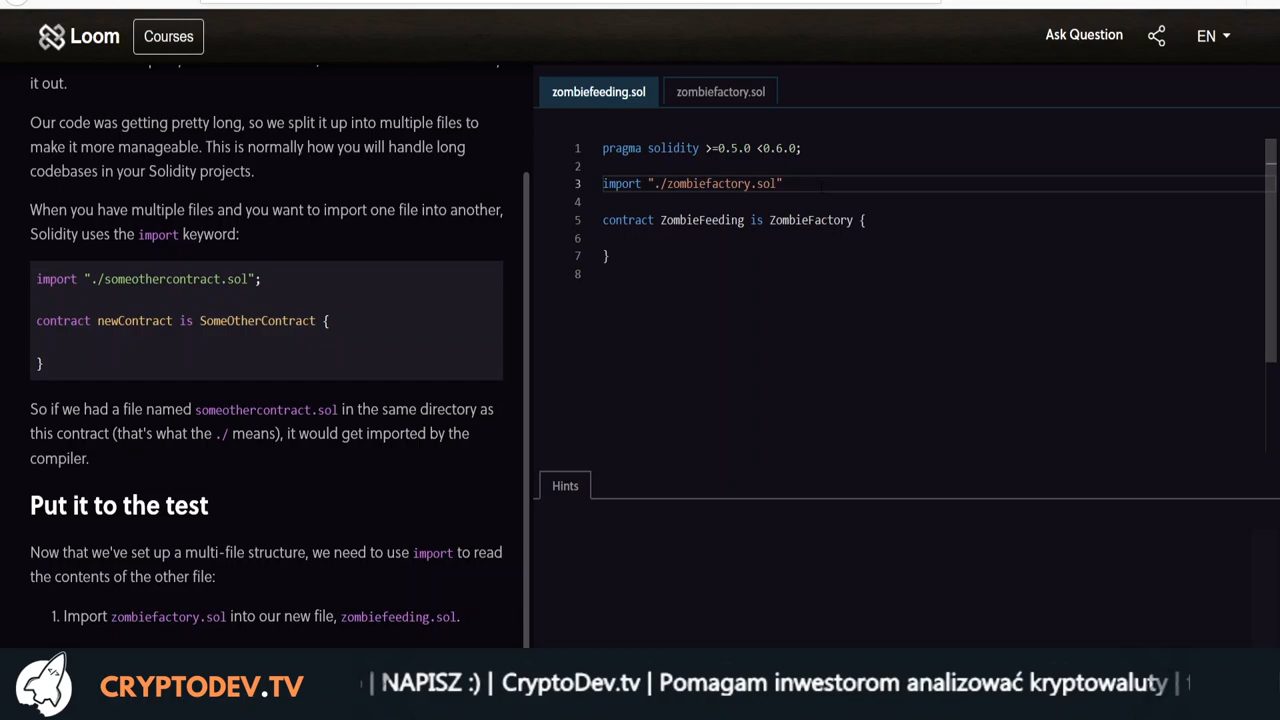 Loom
Courses
Ask Question
EN
it out.
Our code was getting pretty long, so we split it up into multiple files to
make it more manageable. This is normally how you will handle long
codebases in your Solidity projects.
When you have multiple files and you want to import one file into another,
Solidity uses the import keyword:
import "./someothercontract.sol";
contract newContract is SomeOtherContract {
}
So if we had a file named someothercontract.sol in the same directory as
this contract (that's what the ./ means), it would get imported by the
compiler.
Put it to the test
Now that we've set up a multi-file structure, we need to use import to read
the contents of the other file:
1. Import zombiefactory.sol into our new file, zombiefeeding.sol.
zombiefeeding.sol
zombiefactory.sol
1 pragma solidity >=0.5.0 <0.6.0;
2
3 import "./zombiefactory.sol"
4
5 contract ZombieFeeding is ZombieFactory {
6
7 }
8
Hints
CRYPTODEV.TV
| NAPISZ :) | CryptoDev.tv | Pomagam inwestorom analizować kryptowaluty |